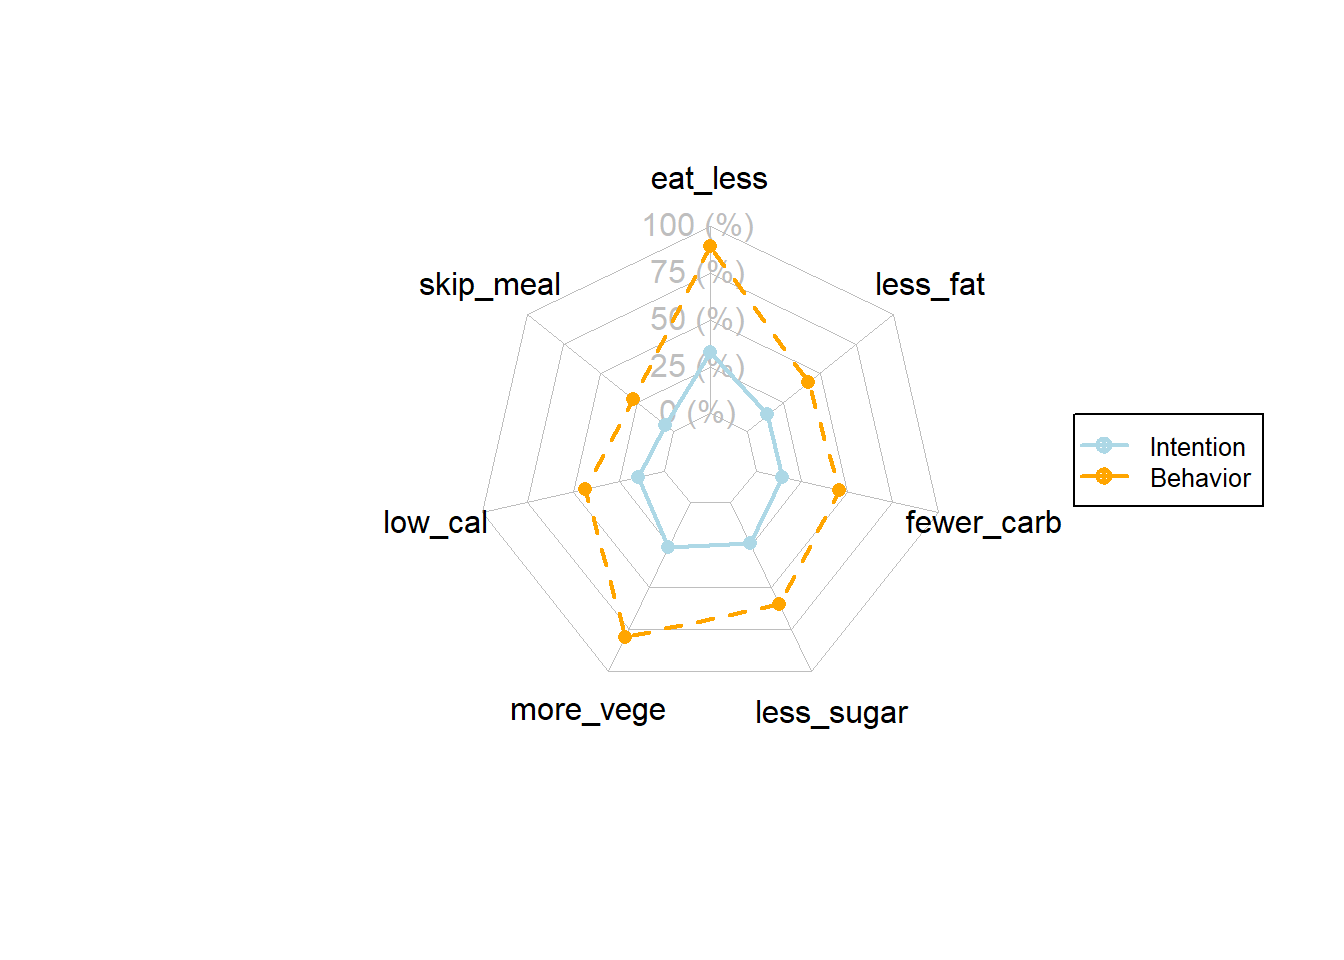 eat_less
100 (%)
75 (%)
skip_meal
less_fat
50 (%)
25 (%)
0 (%)
Intention
Behavior
low_cal
fewer_carb
more_vege
less_sugar